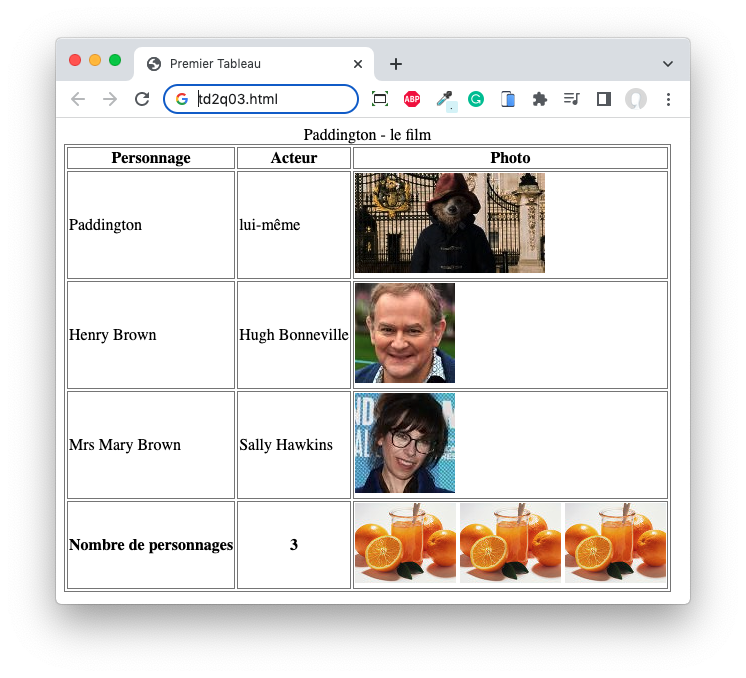 Premier Tableau
td2q03.html
ABP
Paddington - le film
Personnage Acteur Photo
Paddington lui-même
Henry Brown Hugh Bonneville
Mrs Mary Brown Sally Hawkins
Nombre de personnages 3